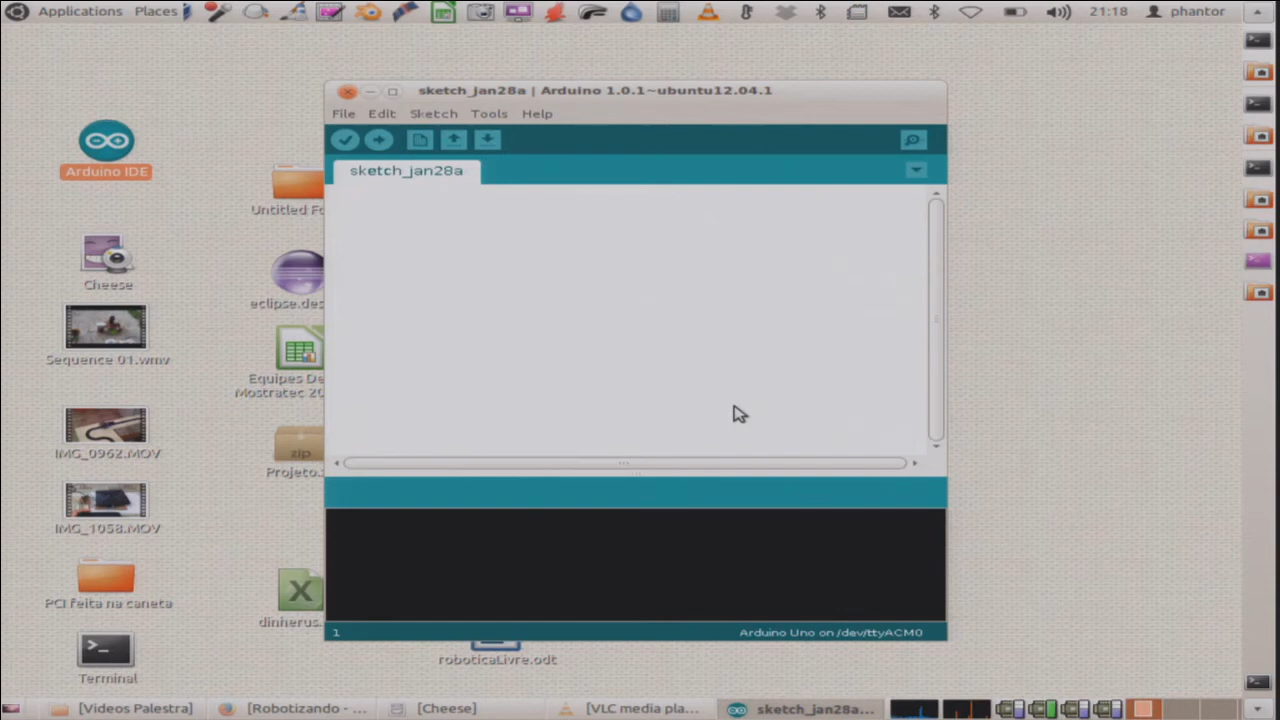 Applications Places
21:18 phantor
sketch_jan28a | Arduino 1.0.1~ubuntu12.04.1
File Edit Sketch Tools Help
sketch_jan28a
Arduino IDE
Untitled Fo
Cheese
eclipse.des
Sequence 01.wmv
Equipes De
Mostratec 20
IMG_0962.MOV
zip
Projeto.
IMG_1058.MOV
PCI feita na caneta
X
dinherus.
1
Arduino Uno on /dev/ttyACM0
roboticaLivre.odt
Terminal
[Videos Palestra]
[Robotizando - ...
[Cheese]
[VLC media pla...
sketch_jan28a...